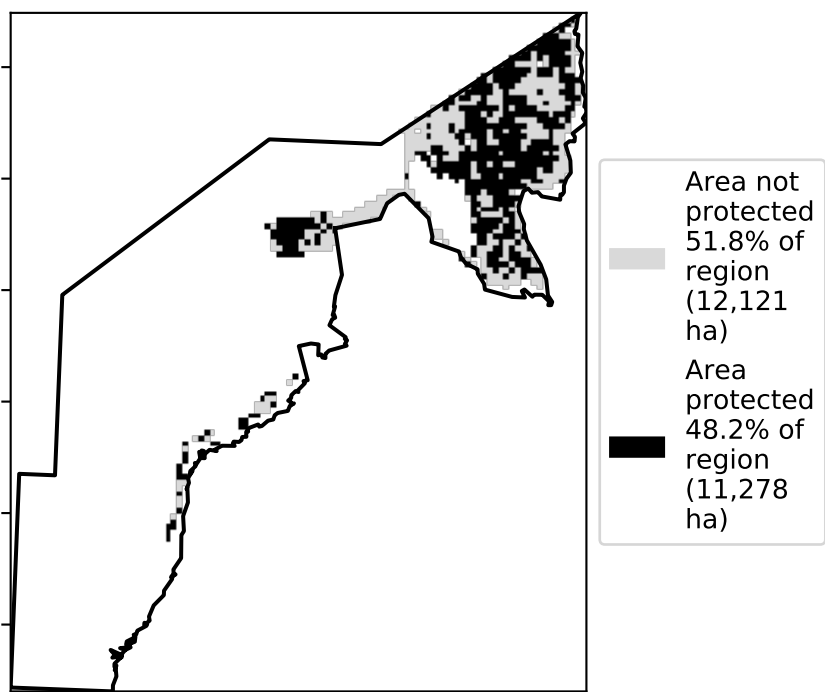 Area not
protected
51.8% of
region
(12,121
ha)
Area
protected
48.2% of
region
(11,278
ha)